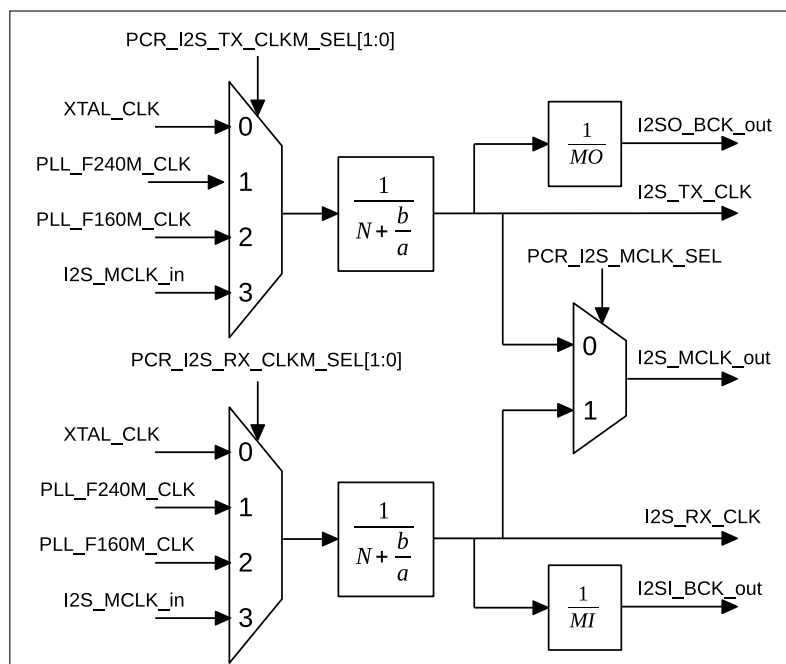 PCR_I2S_TX_CLKM_SEL[1:0]
XTAL_CLK
0
PLL_F240M_CLK
1
PLL_F160M_CLK
2
I2S_MCLK_in
3
1
N + b
a
1
MO
I2SO_BCK_out
I2S_TX_CLK
PCR_I2S_MCLK_SEL
0
I2S_MCLK_out
1
PCR_I2S_RX_CLKM_SEL[1:0]
XTAL_CLK
0
PLL_F240M_CLK
1
PLL_F160M_CLK
2
I2S_MCLK_in
3
1
N + b
a
I2S_RX_CLK
1
MI
I2SI_BCK_out